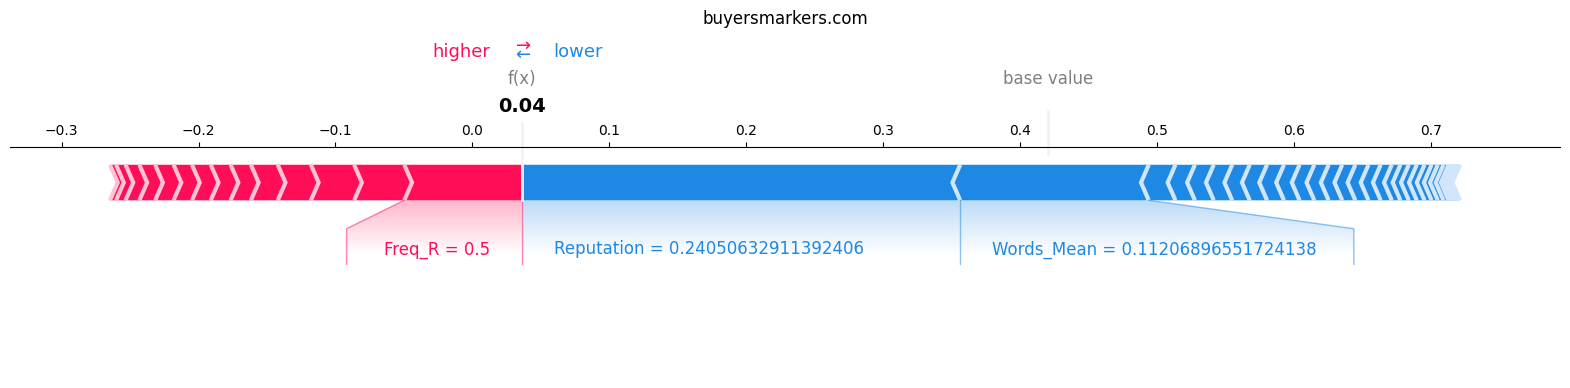 buyersmarkers.com
higher → ← lower
f(x) base value
0.04
−0.3 −0.2 −0.1 0.0 0.1 0.2 0.3 0.4 0.5 0.6 0.7
Freq_R = 0.5 Reputation = 0.24050632911392406 Words_Mean = 0.11206896551724138